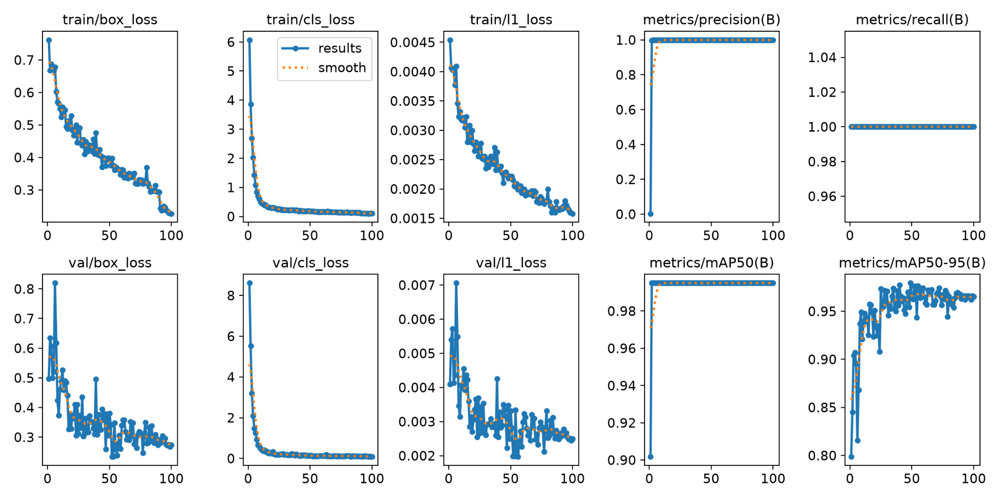 train/box_loss
0.7
0.6
0.5
0.4
0.3
0 50 100
train/cls_loss
results
smooth
6
5
4
3
2
1
0
0 50 100
train/l1_loss
0.0045
0.0040
0.0035
0.0030
0.0025
0.0020
0.0015
0 50 100
metrics/precision(B)
1.0
0.8
0.6
0.4
0.2
0.0
0 50 100
metrics/recall(B)
1.04
1.02
1.00
0.98
0.96
0 50 100
val/box_loss
0.8
0.7
0.6
0.5
0.4
0.3
0 50 100
val/cls_loss
8
6
4
2
0
0 50 100
val/l1_loss
0.007
0.006
0.005
0.004
0.003
0.002
0 50 100
metrics/mAP50(B)
0.98
0.96
0.94
0.92
0.90
0 50 100
metrics/mAP50-95(B)
0.95
0.90
0.85
0.80
0 50 100